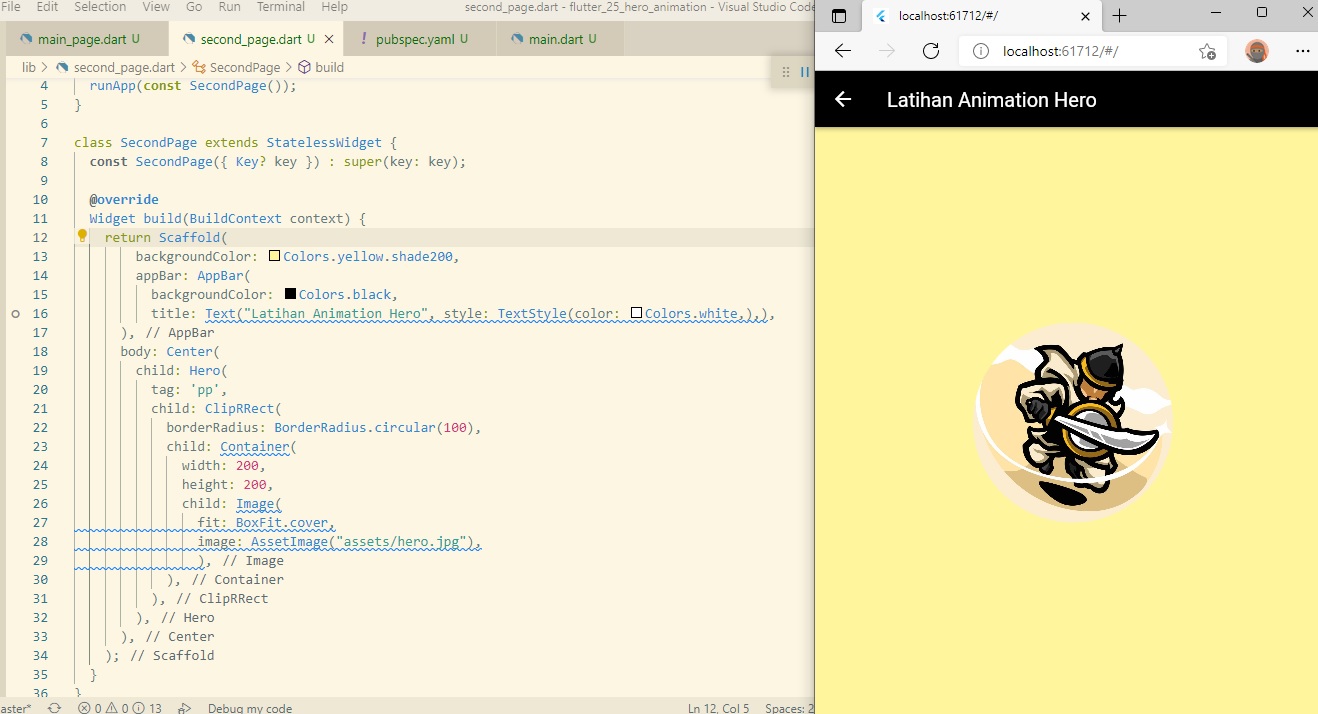 File Edit Selection View Go Run Terminal Help second_page.dart - flutter_25_hero_animation - Visual Studio Code
main_page.dart U second_page.dart U pubspec.yaml U main.dart U
lib > second_page.dart > SecondPage > build
4 runApp(const SecondPage());
5 }
6
7 class SecondPage extends StatelessWidget {
8 const SecondPage({ Key? key }) : super(key: key);
9
10 @override
11 Widget build(BuildContext context) {
12 return Scaffold(
13 backgroundColor: Colors.yellow.shade200,
14 appBar: AppBar(
15 backgroundColor: Colors.black,
16 title: Text("Latihan Animation Hero", style: TextStyle(color: Colors.white,),),
17 ), // AppBar
18 body: Center(
19 child: Hero(
20 tag: 'pp',
21 child: ClipRRect(
22 borderRadius: BorderRadius.circular(100),
23 child: Container(
24 width: 200,
25 height: 200,
26 child: Image(
27 fit: BoxFit.cover,
28 image: AssetImage("assets/hero.jpg"),
29 ), // Image
30 ), // Container
31 ), // ClipRRect
32 ), // Hero
33 ), // Center
34 ); // Scaffold
35 }
36 }
aster* 0 0 13 Debug my code Ln 12, Col 5 Spaces: 2
localhost:61712/#/
localhost:61712/#/
Latihan Animation Hero